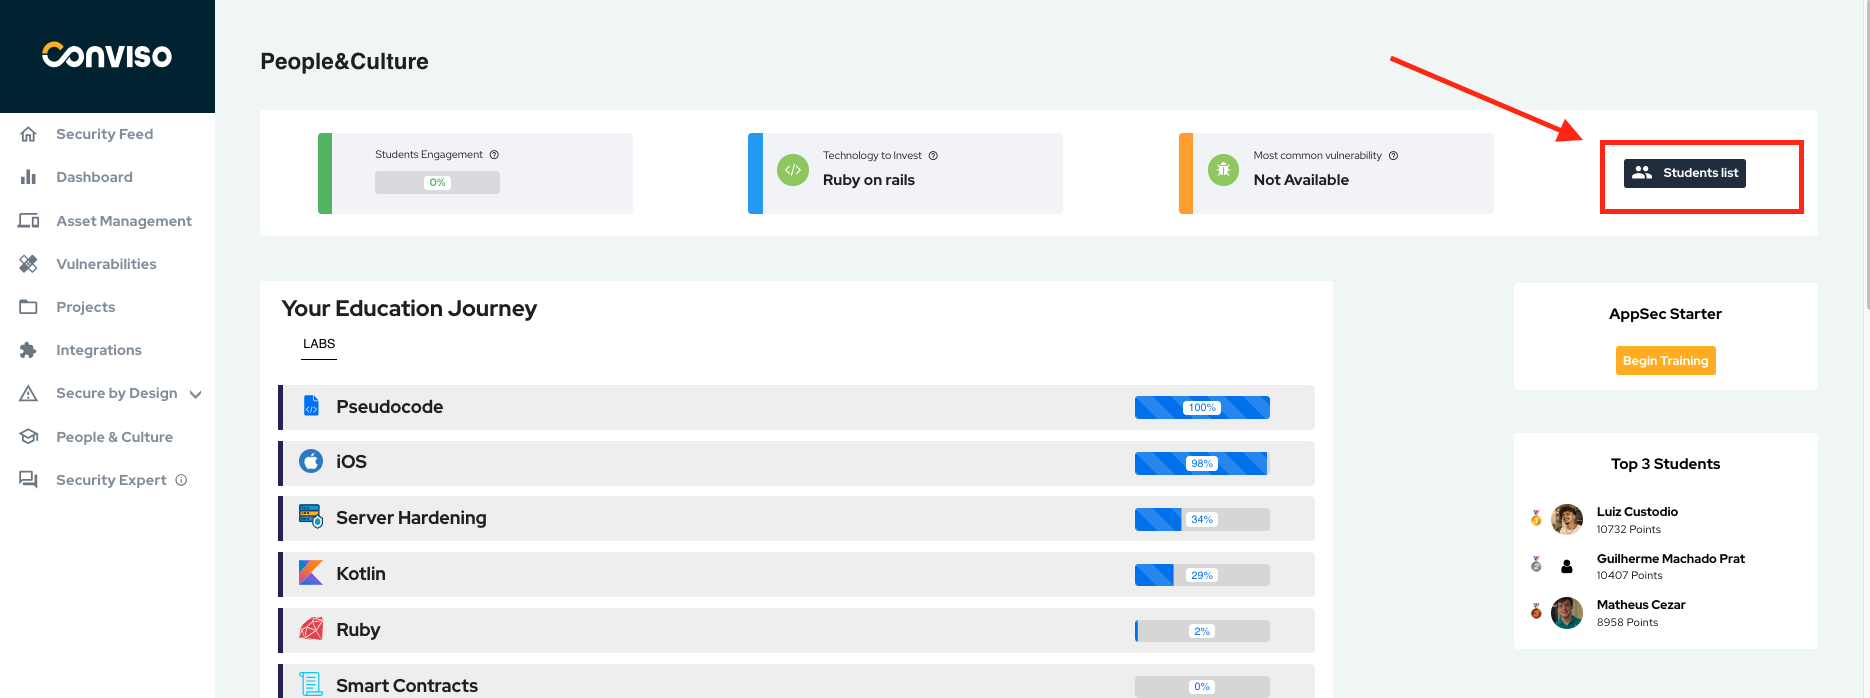 Conviso
Security Feed
Dashboard
Asset Management
Vulnerabilities
Projects
Integrations
Secure by Design
People & Culture
Security Expert
People&Culture
Students Engagement
0%
Technology to Invest
Ruby on rails
Most common vulnerability
Not Available
Students list
Your Education Journey
LABS
Pseudocode
100%
iOS
98%
Server Hardening
34%
Kotlin
29%
Ruby
2%
Smart Contracts
0%
AppSec Starter
Begin Training
Top 3 Students
Luiz Custodio
10732 Points
Guilherme Machado Prat
10407 Points
Matheus Cezar
8958 Points